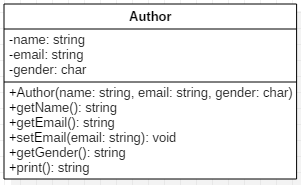 Author
-name: string
-email: string
-gender: char
+Author(name: string, email: string, gender: char)
+getName(): string
+getEmail(): string
+setEmail(email: string): void
+getGender(): string
+print(): string